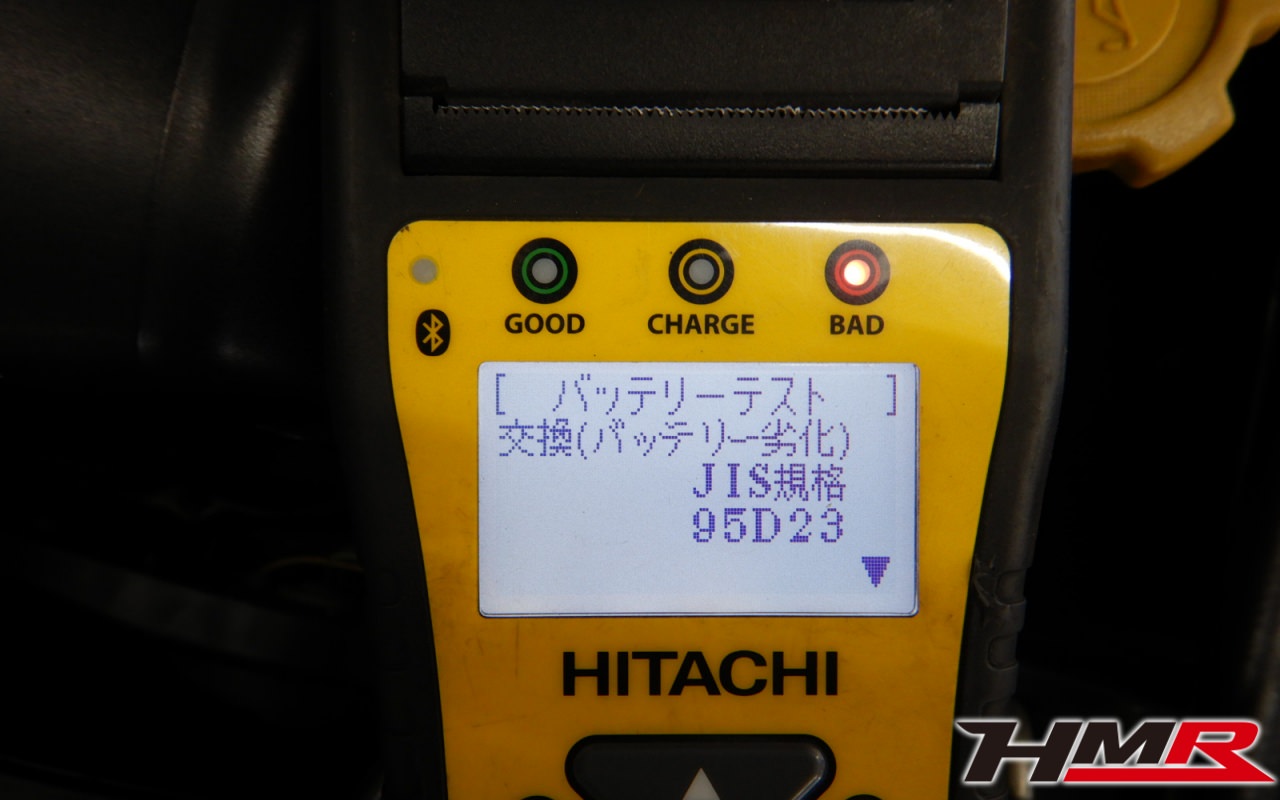 GOOD CHARGE BAD
[ バッテリーテスト ]
交換(バッテリー劣化)
JIS規格
95D23
HITACHI
HMR